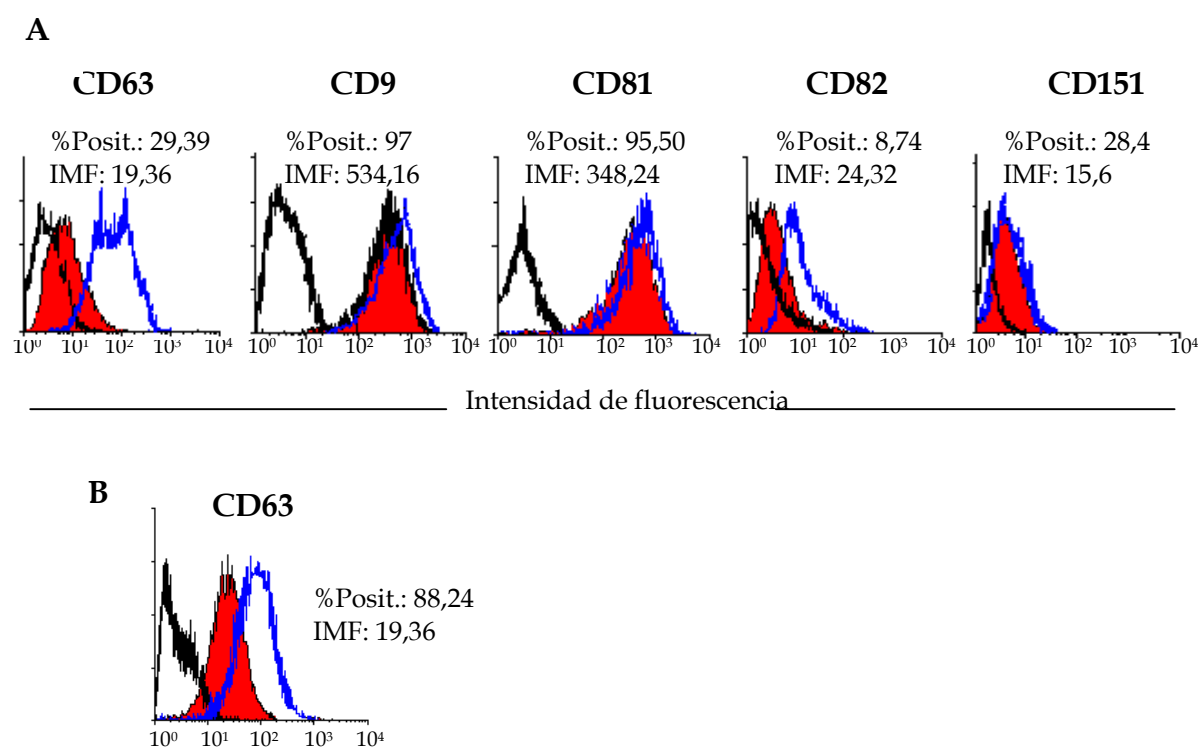 A
CD63 CD9 CD81 CD82 CD151
%Posit.: 29,39 %Posit.: 97 %Posit.: 95,50 %Posit.: 8,74 %Posit.: 28,4
IMF: 19,36 IMF: 534,16 IMF: 348,24 IMF: 24,32 IMF: 15,6
10⁰ 10¹ 10² 10³ 10⁴ 10⁰ 10¹ 10² 10³ 10⁴ 10⁰ 10¹ 10² 10³ 10⁴ 10⁰ 10¹ 10² 10³ 10⁴ 10⁰ 10¹ 10² 10³ 10⁴
Intensidad de fluorescencia
B
CD63
%Posit.: 88,24
IMF: 19,36
10⁰ 10¹ 10² 10³ 10⁴